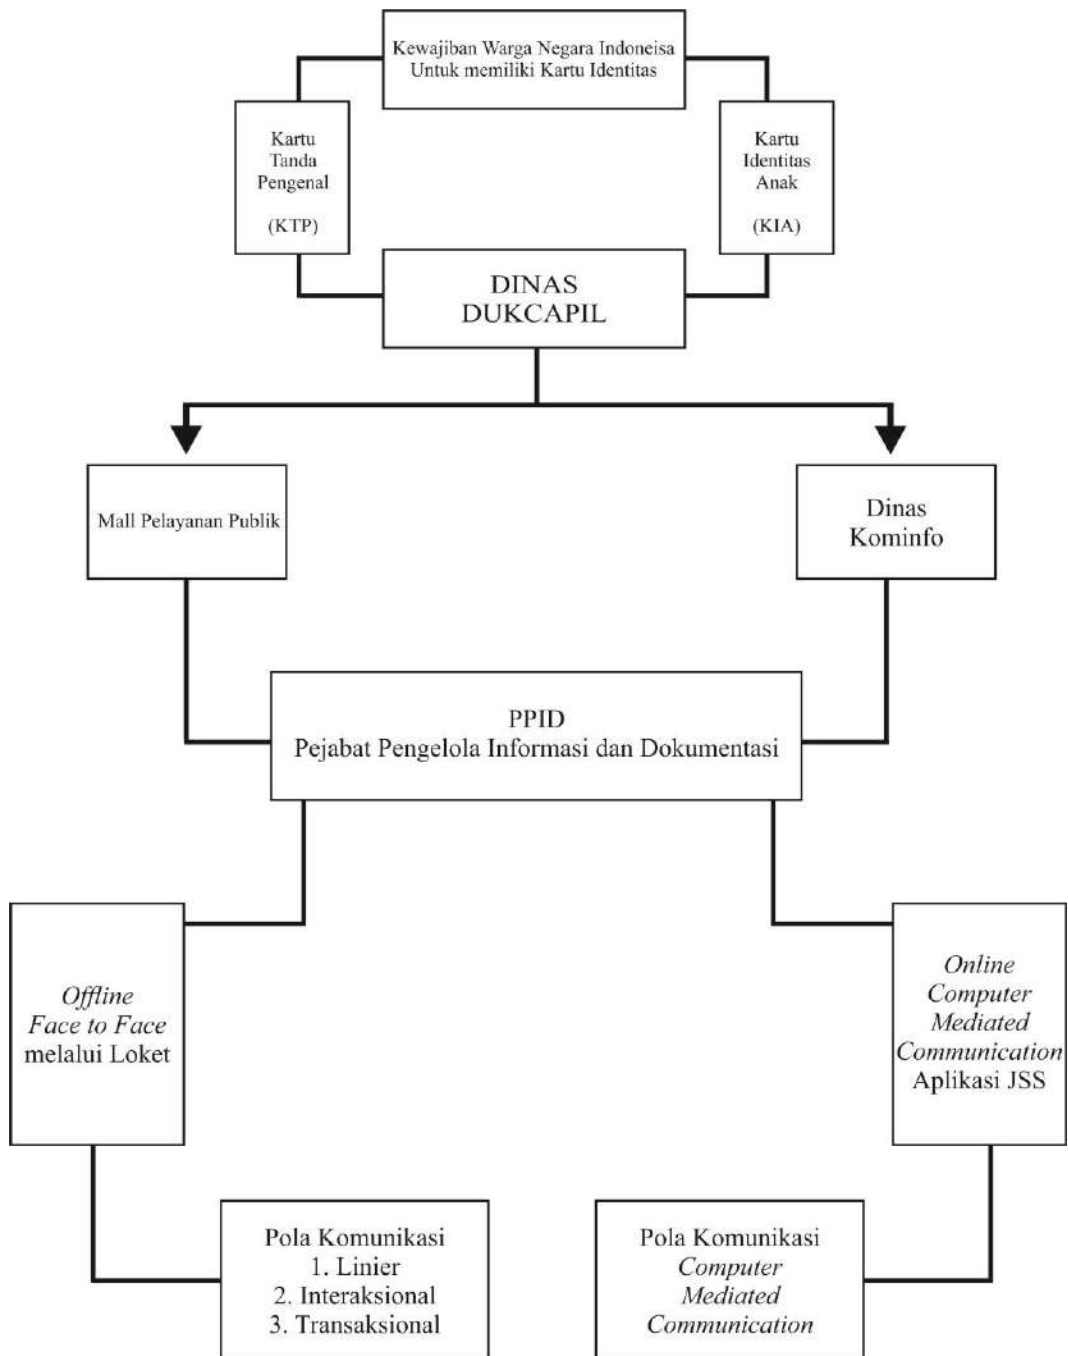 Kewajiban Warga Negara Indoneisa
Untuk memiliki Kartu Identitas
Kartu
Tanda
Pengenal
(KTP)
Kartu
Identitas
Anak
(KIA)
DINAS
DUKCAPIL
Mall Pelayanan Publik
Dinas
Kominfo
PPID
Pejabat Pengelola Informasi dan Dokumentasi
Offline
Face to Face
melalui Loket
Online
Computer
Mediated
Communication
Aplikasi JSS
Pola Komunikasi
1. Linier
2. Interaksional
3. Transaksional
Pola Komunikasi
Computer
Mediated
Communication